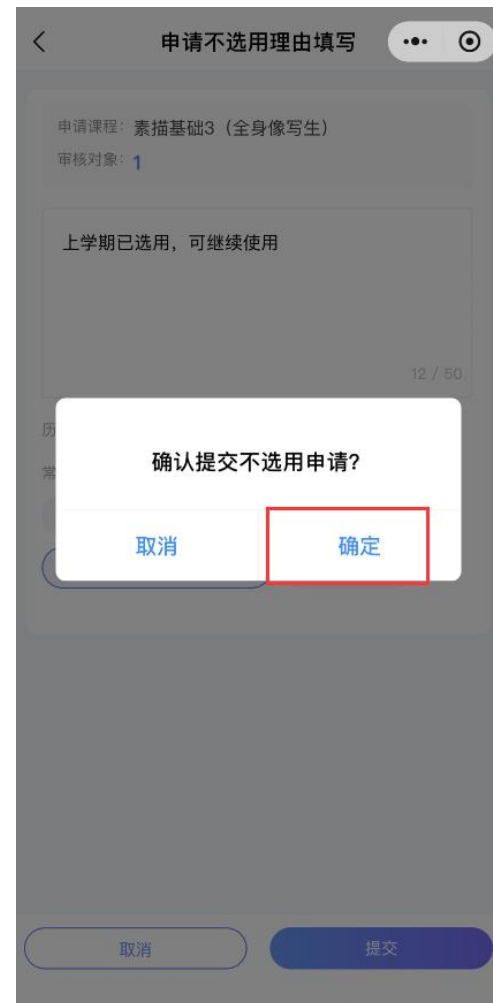 申请不选用理由填写
申请课程：素描基础3（全身像写生）
审核对象：1
上学期已选用，可继续使用
12 / 50
历
常
确认提交不选用申请?
取消 确定
取消 提交